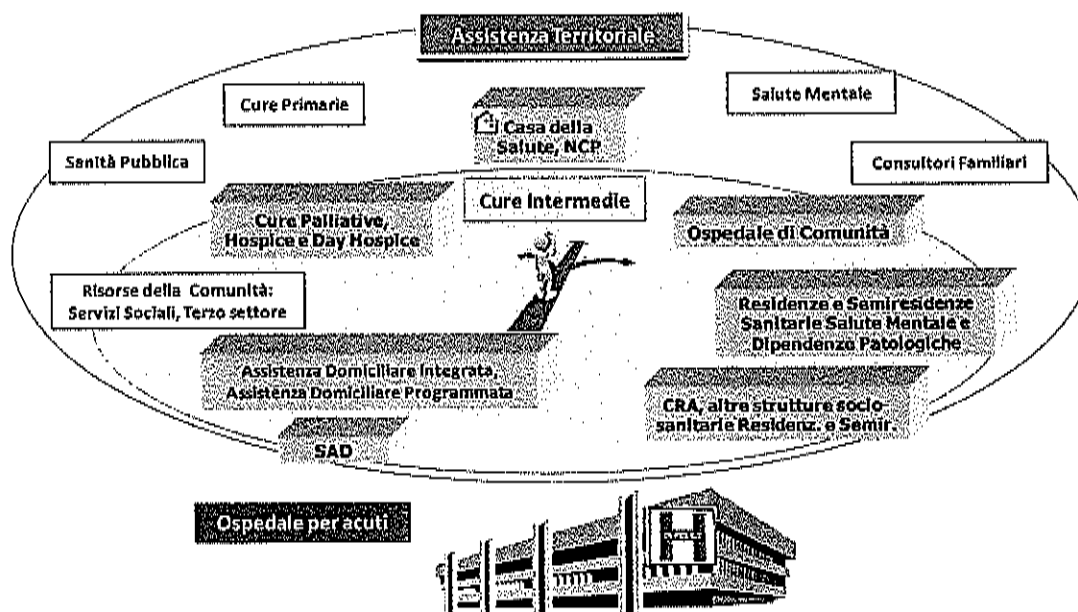 Assistenza Territoriale
Cure Primarie
Salute Mentale
Casa della
Salute, NCP
Sanità Pubblica
Consultori Familiari
Cure Intermedie
Cure Palliative,
Hospice e Day Hospice
Ospedale di Comunità
Risorse della Comunità:
Servizi Sociali, Terzo settore
Residenze e Semiresidenze
Sanitarie Salute Mentale e
Dipendenze Patologiche
Assistenza Domiciliare Integrata,
Assistenza Domiciliare Programmata
CRA, altre strutture socio-
sanitarie Residenz. e Semir.
SAD
Ospedale per acuti
H